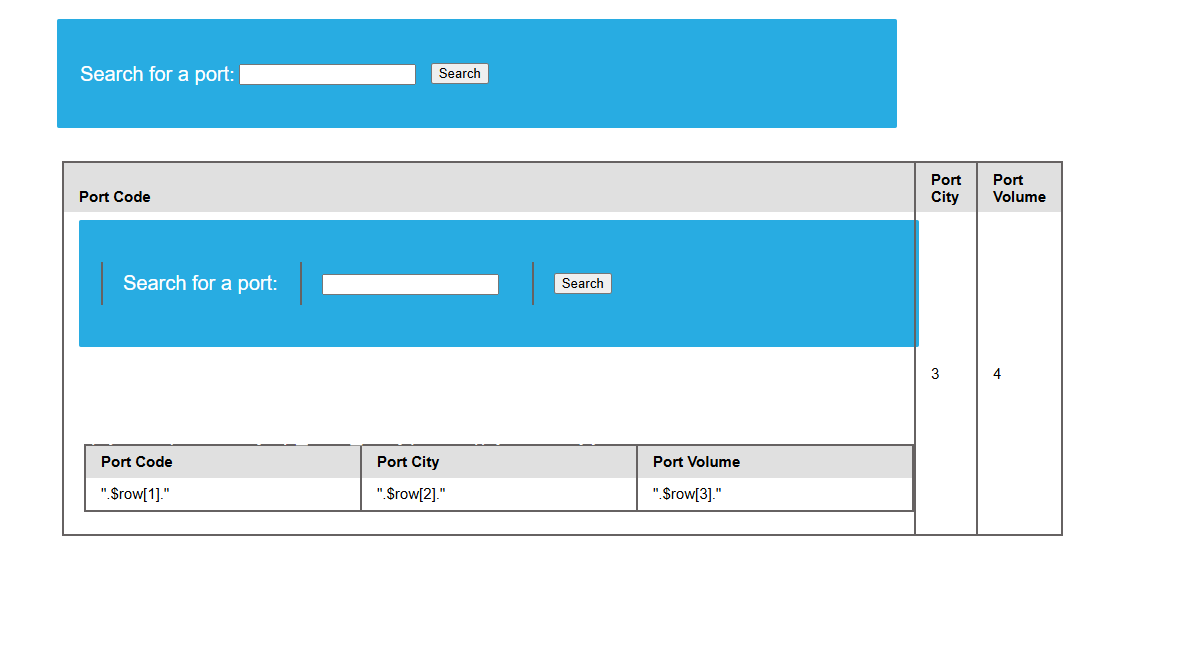 Search for a port: Search
Port Code Port City Port Volume
Search for a port: Search
3 4
Port Code Port City Port Volume
".$row[1]." ".$row[2]." ".$row[3]."